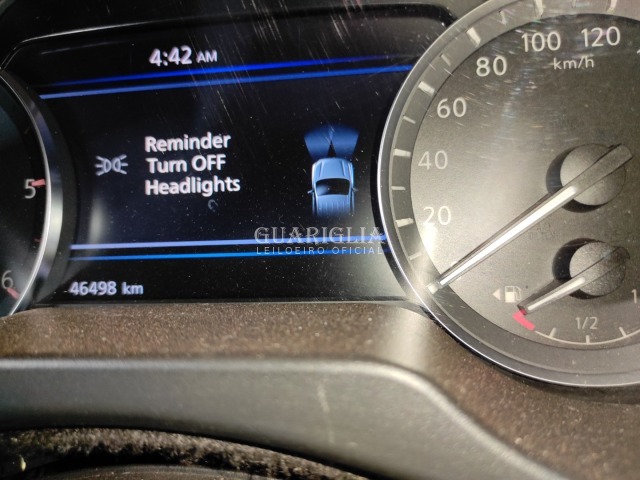 4:42 AM
Reminder
Turn OFF
Headlights
46498 km
5
6
20
40
60
80
100
120
km/h
1/2
GUARIGLIA
LEILOEIRO OFICIAL